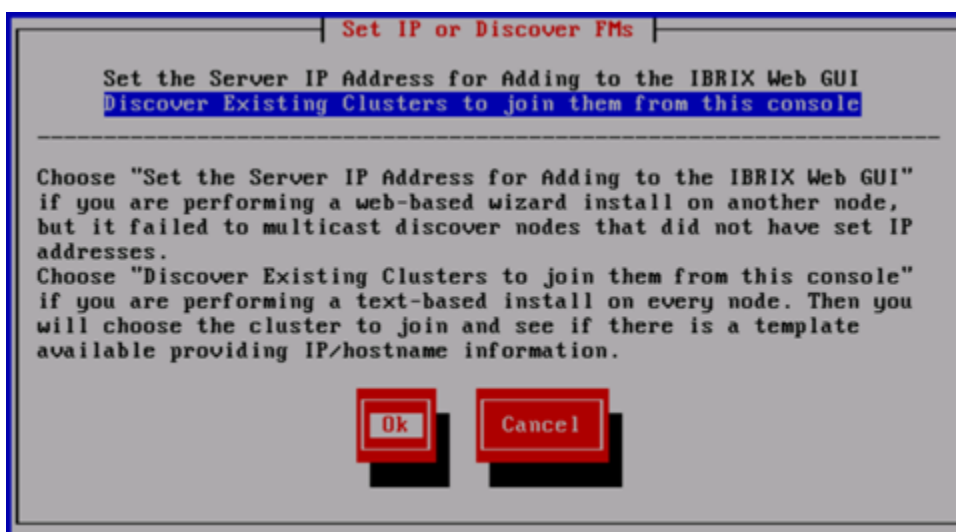 Set IP or Discover FMs
Set the Server IP Address for Adding to the IBRIX Web GUI
Discover Existing Clusters to join them from this console
Choose "Set the Server IP Address for Adding to the IBRIX Web GUI"
if you are performing a web-based wizard install on another node,
but it failed to multicast discover nodes that did not have set IP
addresses.
Choose "Discover Existing Clusters to join them from this console"
if you are performing a text-based install on every node. Then you
will choose the cluster to join and see if there is a template
available providing IP/hostname information.
Ok Cancel